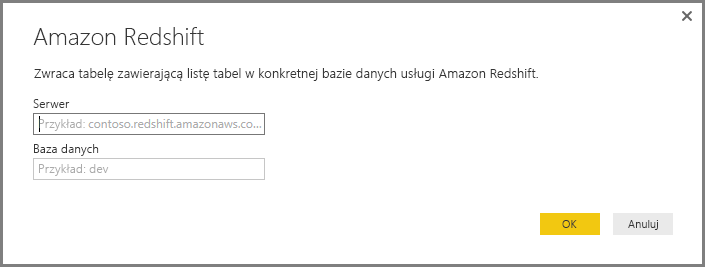 Amazon Redshift
Zwraca tabelę zawierającą listę tabel w konkretnej bazie danych usługi Amazon Redshift.
Serwer
Przykład: contoso.redshift.amazonaws.co...
Baza danych
Przykład: dev
OK Anuluj